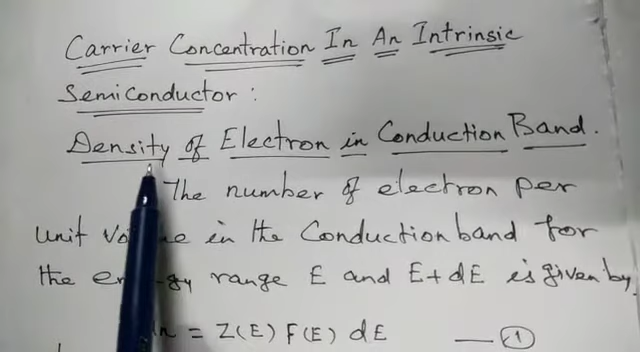 Carrier Concentration In An Intrinsic
Semiconductor :
Density of Electron in Conduction Band.
The number of electron per
unit in the Conduction band for
the range E and E+dE is given by,
= Z(E) F(E) dE — 1